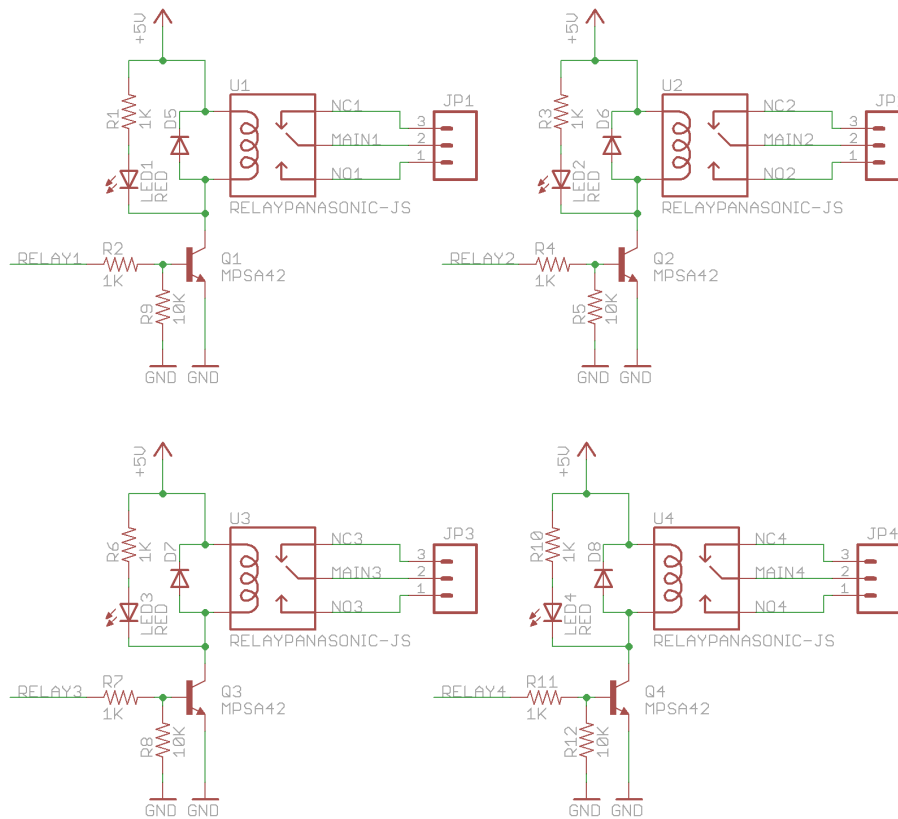 +5V
+5V
U1
U2
R1
1K
D5
NC1
JP1
R3
1K
D6
NC2
JP
3
MAIN1
2
1
3
MAIN2
2
1
LED1
RED
NO1
LED2
RED
NO2
RELAYPANASONIC-JS
RELAYPANASONIC-JS
RELAY1
R2
1K
Q1
MPSA42
RELAY2
R4
1K
Q2
MPSA42
R9
10K
R5
10K
GND
GND
GND
GND
+5V
+5V
U3
U4
R6
1K
D7
NC3
JP3
R10
1K
D8
NC4
JP4
3
MAIN3
2
1
3
MAIN4
2
1
LED3
RED
NO3
LED4
RED
NO4
RELAYPANASONIC-JS
RELAYPANASONIC-JS
RELAY3
R7
1K
Q3
MPSA42
RELAY4
R11
1K
Q4
MPSA42
R8
10K
R12
10K
GND
GND
GND
GND